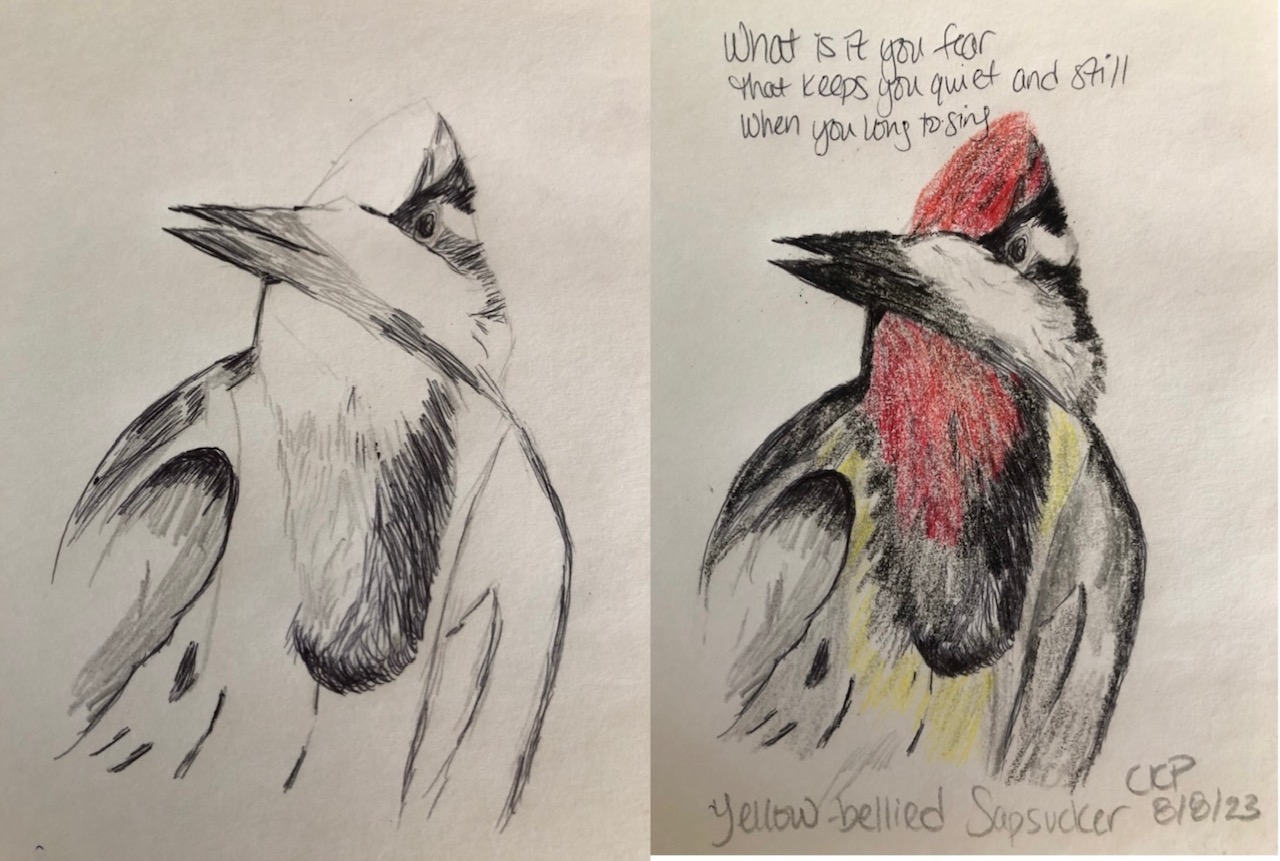 What is it you fear
that keeps you quiet and still
When you long to sing
CKP
Yellow-bellied Sapsucker 8/8/23